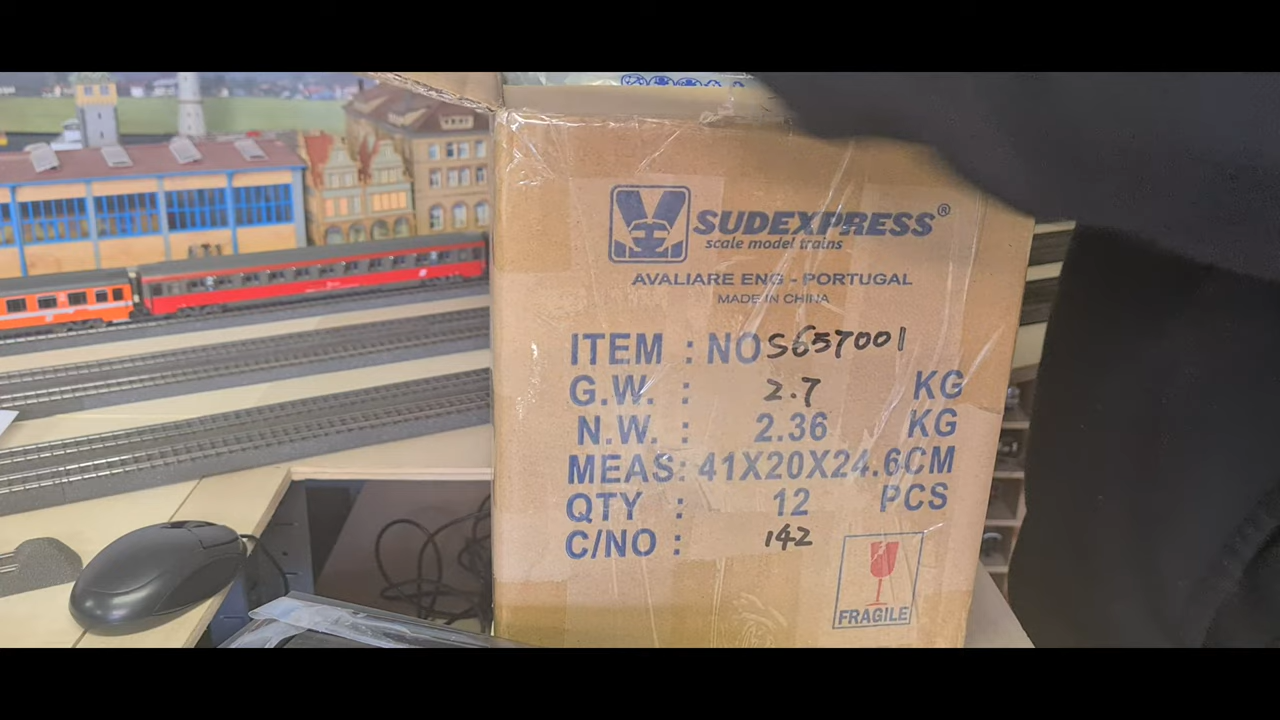 SUDEXPRESS®
scale model trains
AVALIARE ENG - PORTUGAL
MADE IN CHINA
ITEM : NO S657001
G.W. : 2.7 KG
N.W. : 2.36 KG
MEAS: 41X20X24.6CM
QTY : 12 PCS
C/NO : 142
FRAGILE